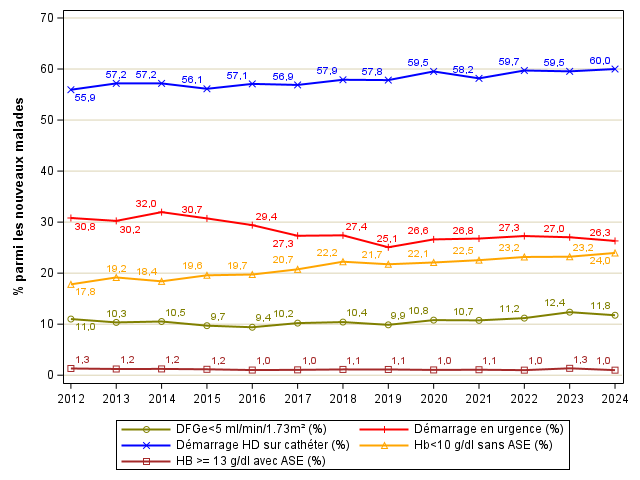 % parmi les nouveaux malades
70
60
50
40
30
20
10
0
55,9 57,2 57,2 56,1 57,1 56,9 57,9 57,8 59,5 58,2 59,7 59,5 60,0
30,8 30,2 32,0 30,7 29,4 27,3 27,4 25,1 26,6 26,8 27,3 27,0 26,3
17,8 19,2 18,4 19,6 19,7 20,7 22,2 21,7 22,1 22,5 23,2 23,2 24,0
11,0 10,3 10,5 9,7 9,4 10,2 10,4 9,9 10,8 10,7 11,2 12,4 11,8
1,3 1,2 1,2 1,2 1,0 1,0 1,1 1,1 1,0 1,1 1,0 1,3 1,0
2012 2013 2014 2015 2016 2017 2018 2019 2020 2021 2022 2023 2024
DFGe<5 ml/min/1.73m² (%) Démarrage en urgence (%)
Démarrage HD sur cathéter (%) Hb<10 g/dl sans ASE (%)
HB >= 13 g/dl avec ASE (%)